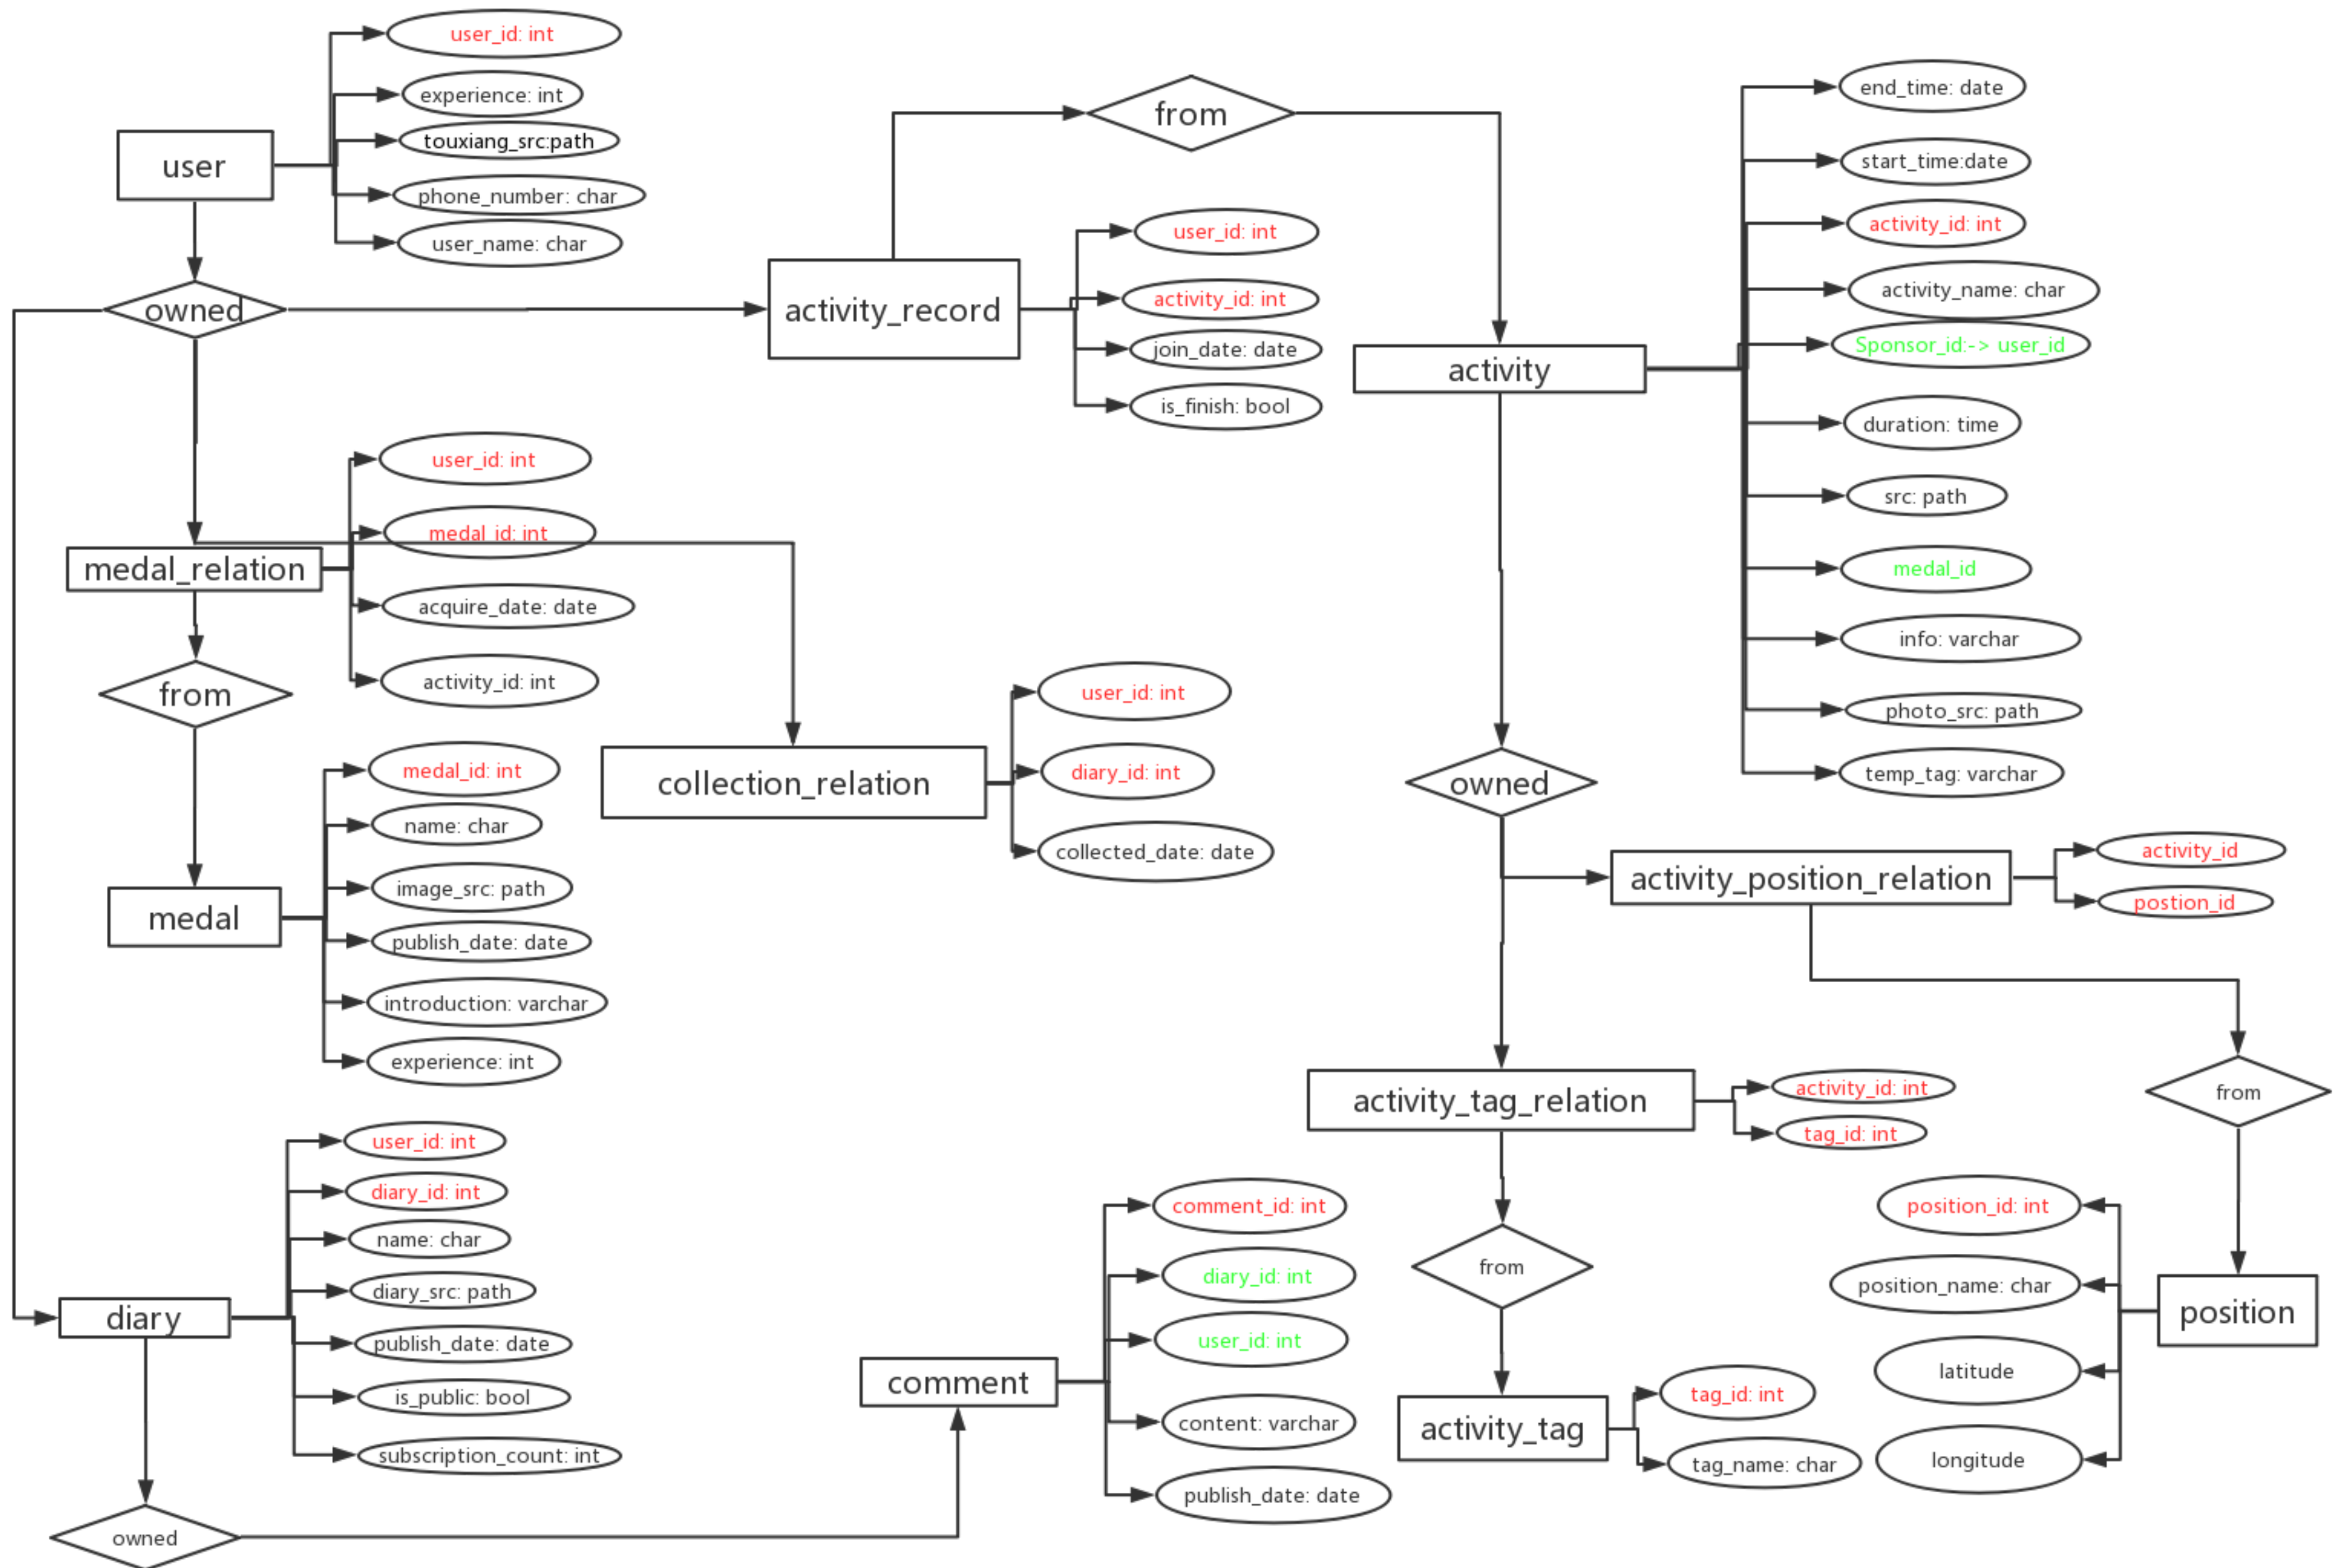 user
user_id: int
experience: int
touxiang_src:path
phone_number: char
user_name: char
owned
from
activity_record
user_id: int
activity_id: int
join_date: date
is_finish: bool
activity
end_time: date
start_time:date
activity_id: int
activity_name: char
Sponsor_id:-> user_id
duration: time
src: path
medal_id
info: varchar
photo_src: path
temp_tag: varchar
medal_relation
user_id: int
medal_id: int
acquire_date: date
activity_id: int
from
medal
medal_id: int
name: char
image_src: path
publish_date: date
introduction: varchar
experience: int
collection_relation
user_id: int
diary_id: int
collected_date: date
owned
activity_position_relation
activity_id
postion_id
activity_tag_relation
activity_id: int
tag_id: int
from
from
position
position_id: int
position_name: char
latitude
longitude
activity_tag
tag_id: int
tag_name: char
diary
user_id: int
diary_id: int
name: char
diary_src: path
publish_date: date
is_public: bool
subscription_count: int
owned
comment
comment_id: int
diary_id: int
user_id: int
content: varchar
publish_date: date